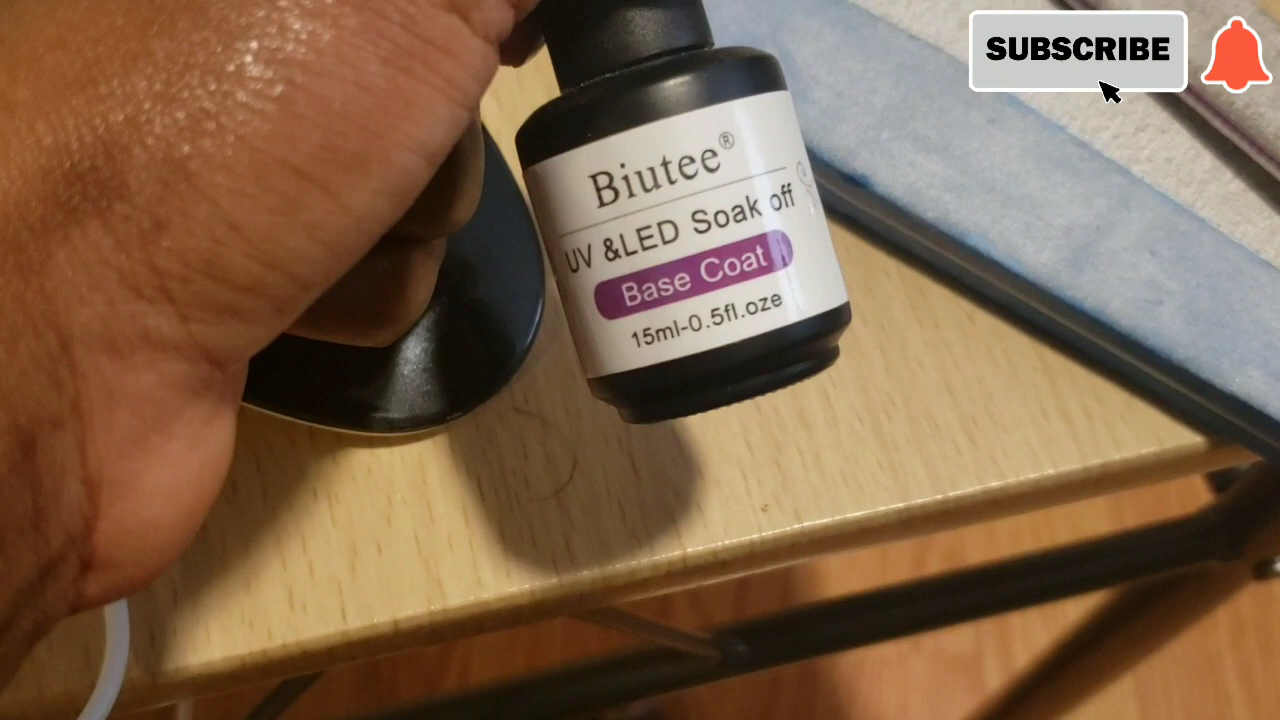 SUBSCRIBE
Biutee®
UV &LED Soak off
Base Coat
15ml-0.5fl.oze